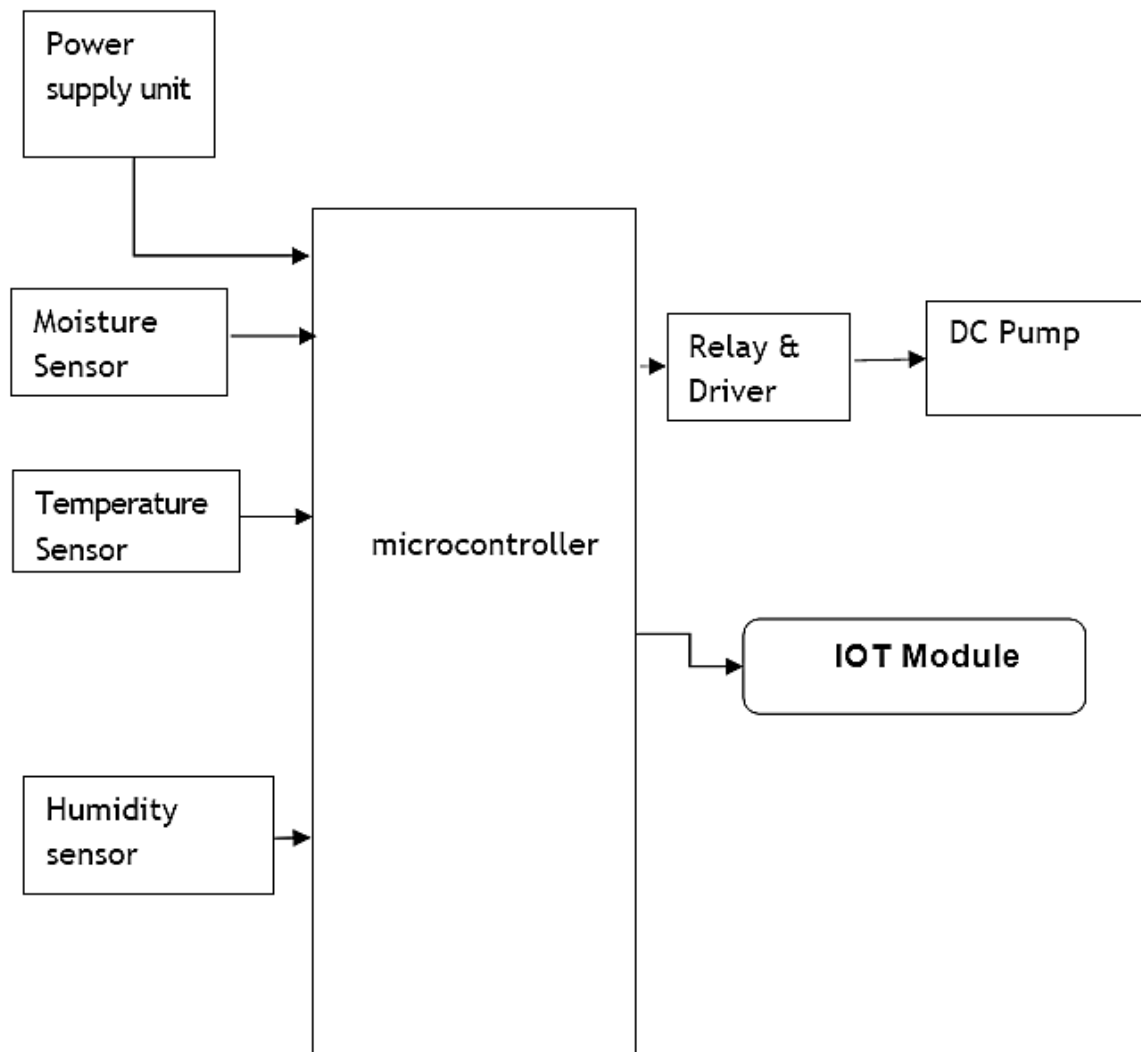 Power
supply unit
Moisture
Sensor
Relay &
Driver
DC Pump
Temperature
Sensor
microcontroller
IOT Module
Humidity
sensor